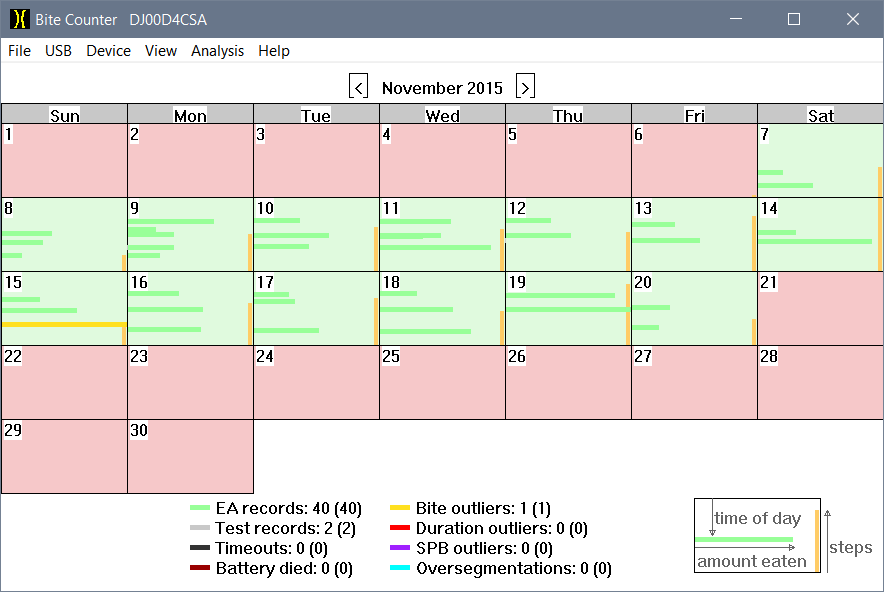 Bite Counter DJ00D4CSA
File USB Device View Analysis Help
< November 2015 >
Sun Mon Tue Wed Thu Fri Sat
1 2 3 4 5 6 7
8 9 10 11 12 13 14
15 16 17 18 19 20 21
22 23 24 25 26 27 28
29 30
EA records: 40 (40) Bite outliers: 1 (1)
Test records: 2 (2) Duration outliers: 0 (0)
Timeouts: 0 (0) SPB outliers: 0 (0)
Battery died: 0 (0) Oversegmentations: 0 (0)
time of day
steps
amount eaten